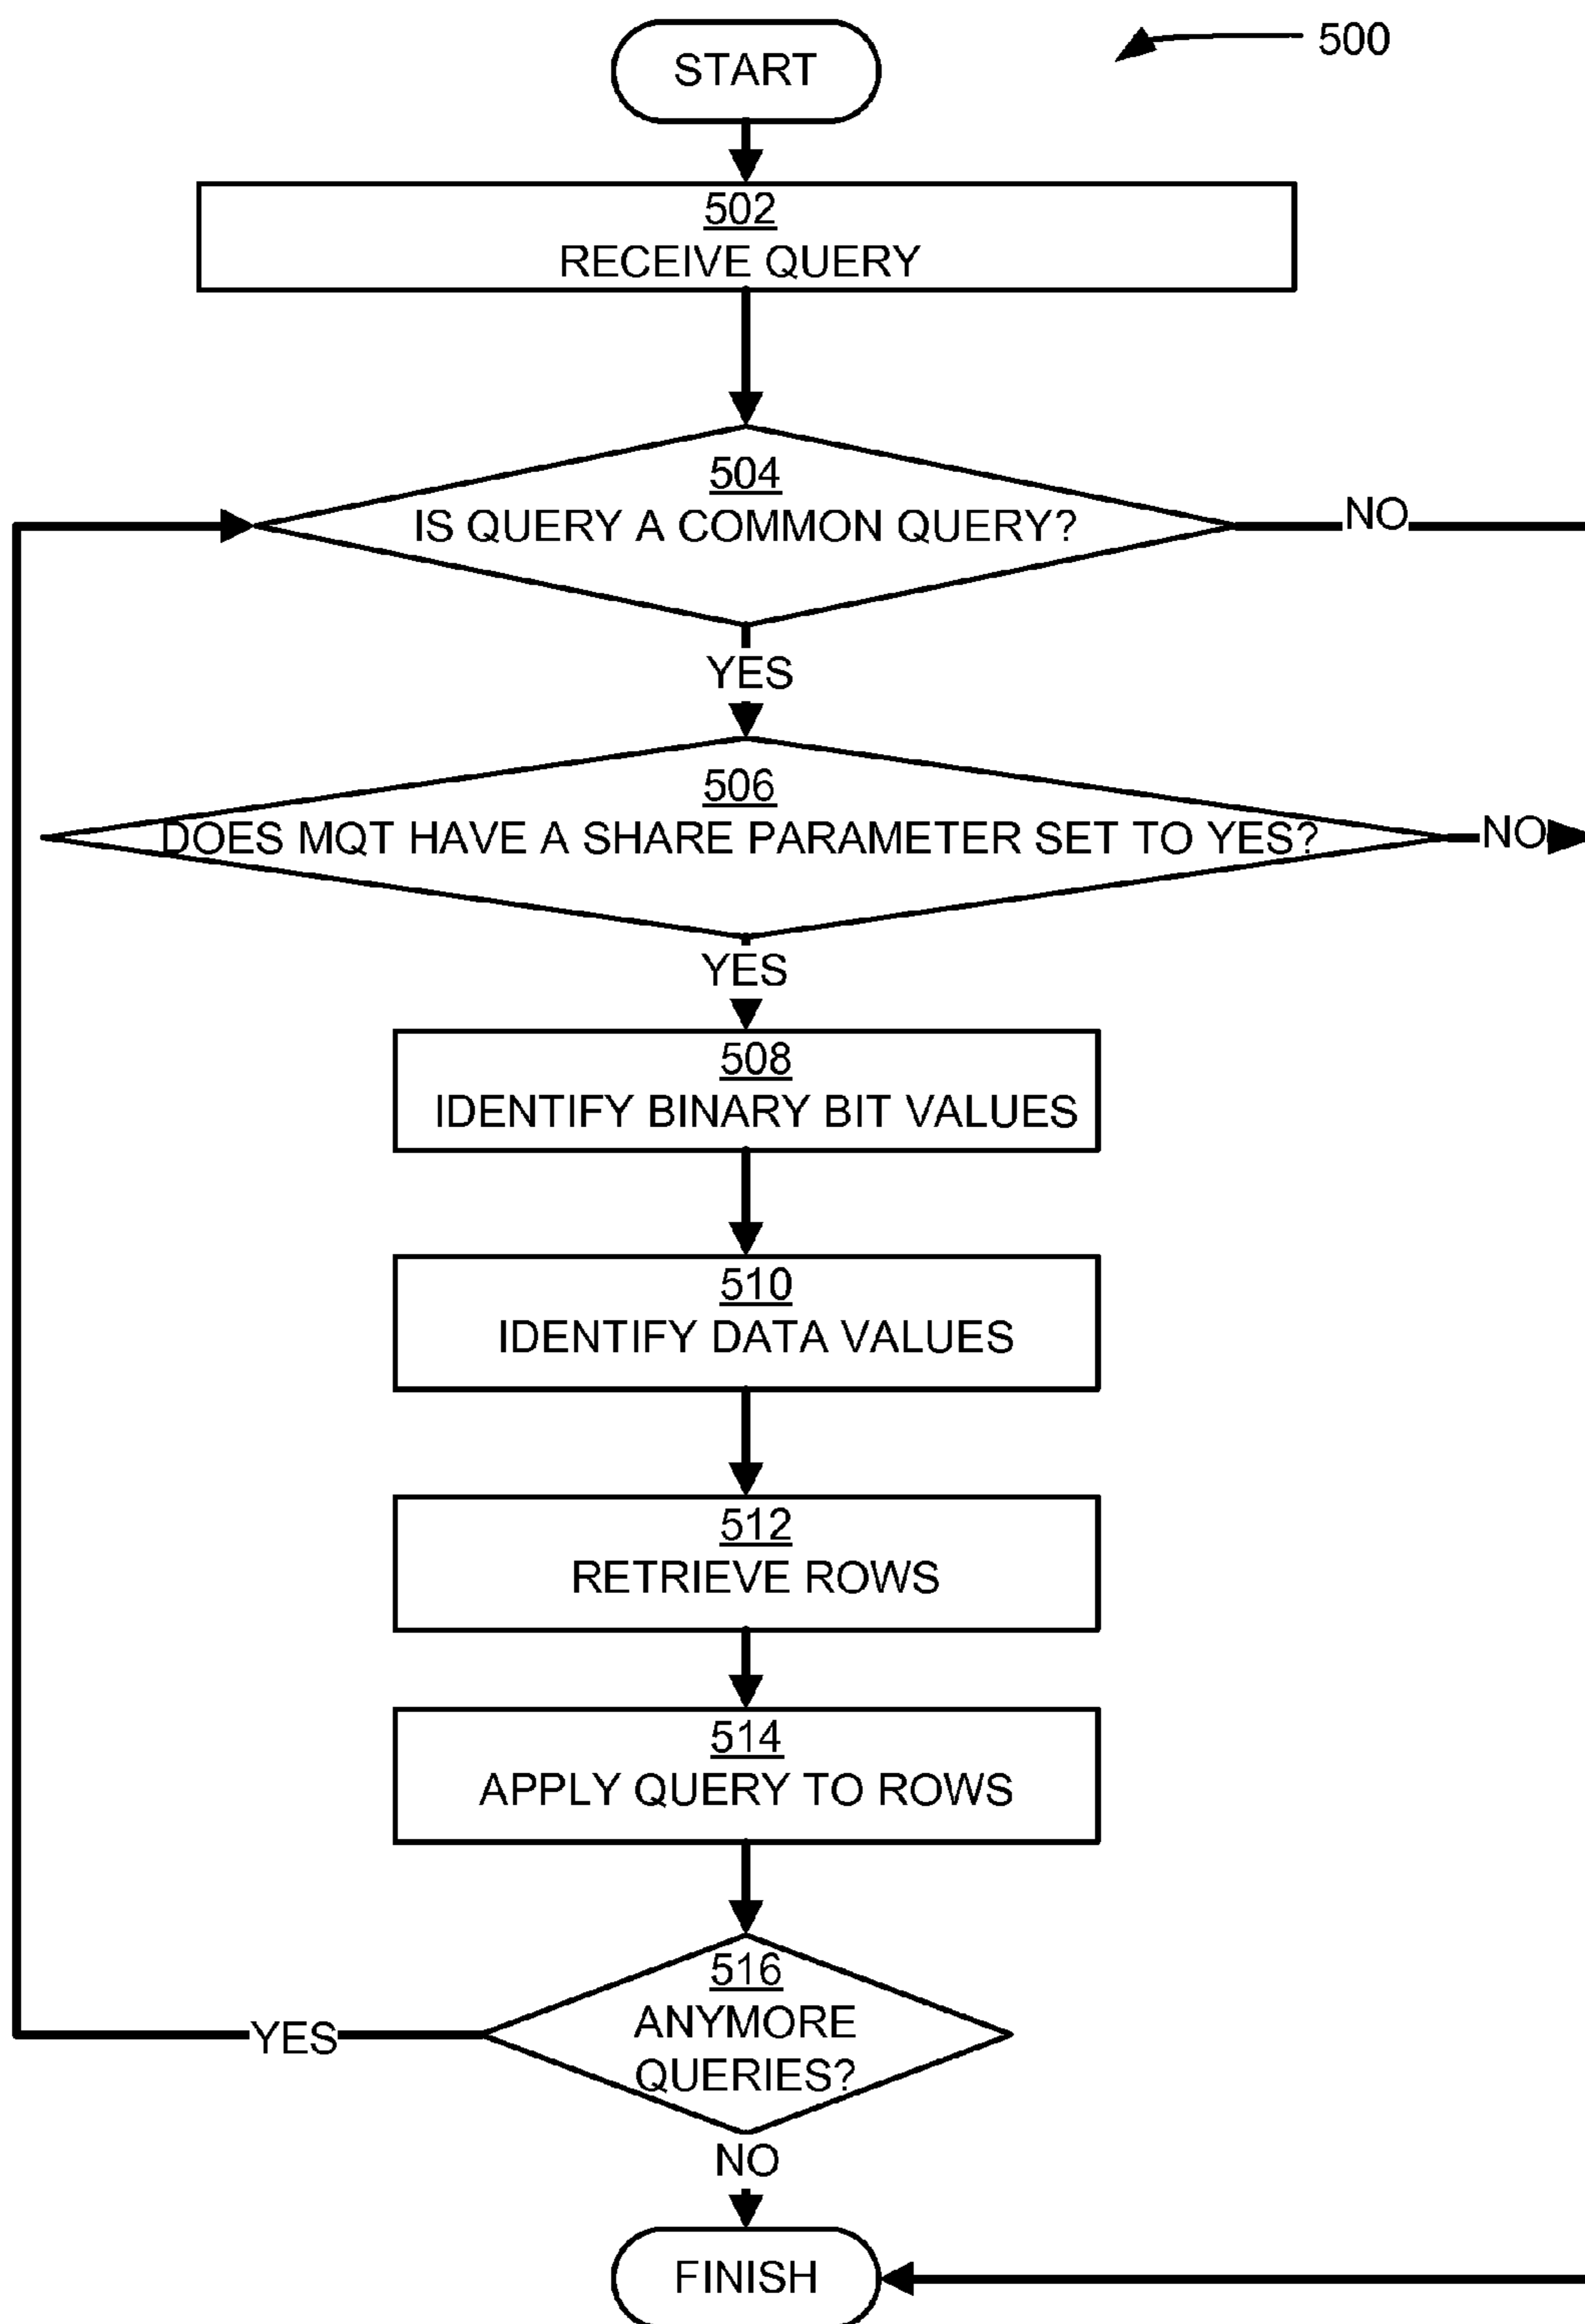 START
500
502
RECEIVE QUERY
504
IS QUERY A COMMON QUERY?
NO
YES
506
DOES MQT HAVE A SHARE PARAMETER SET TO YES?
NO
YES
508
IDENTIFY BINARY BIT VALUES
510
IDENTIFY DATA VALUES
512
RETRIEVE ROWS
514
APPLY QUERY TO ROWS
516
ANYMORE
QUERIES?
YES
NO
FINISH